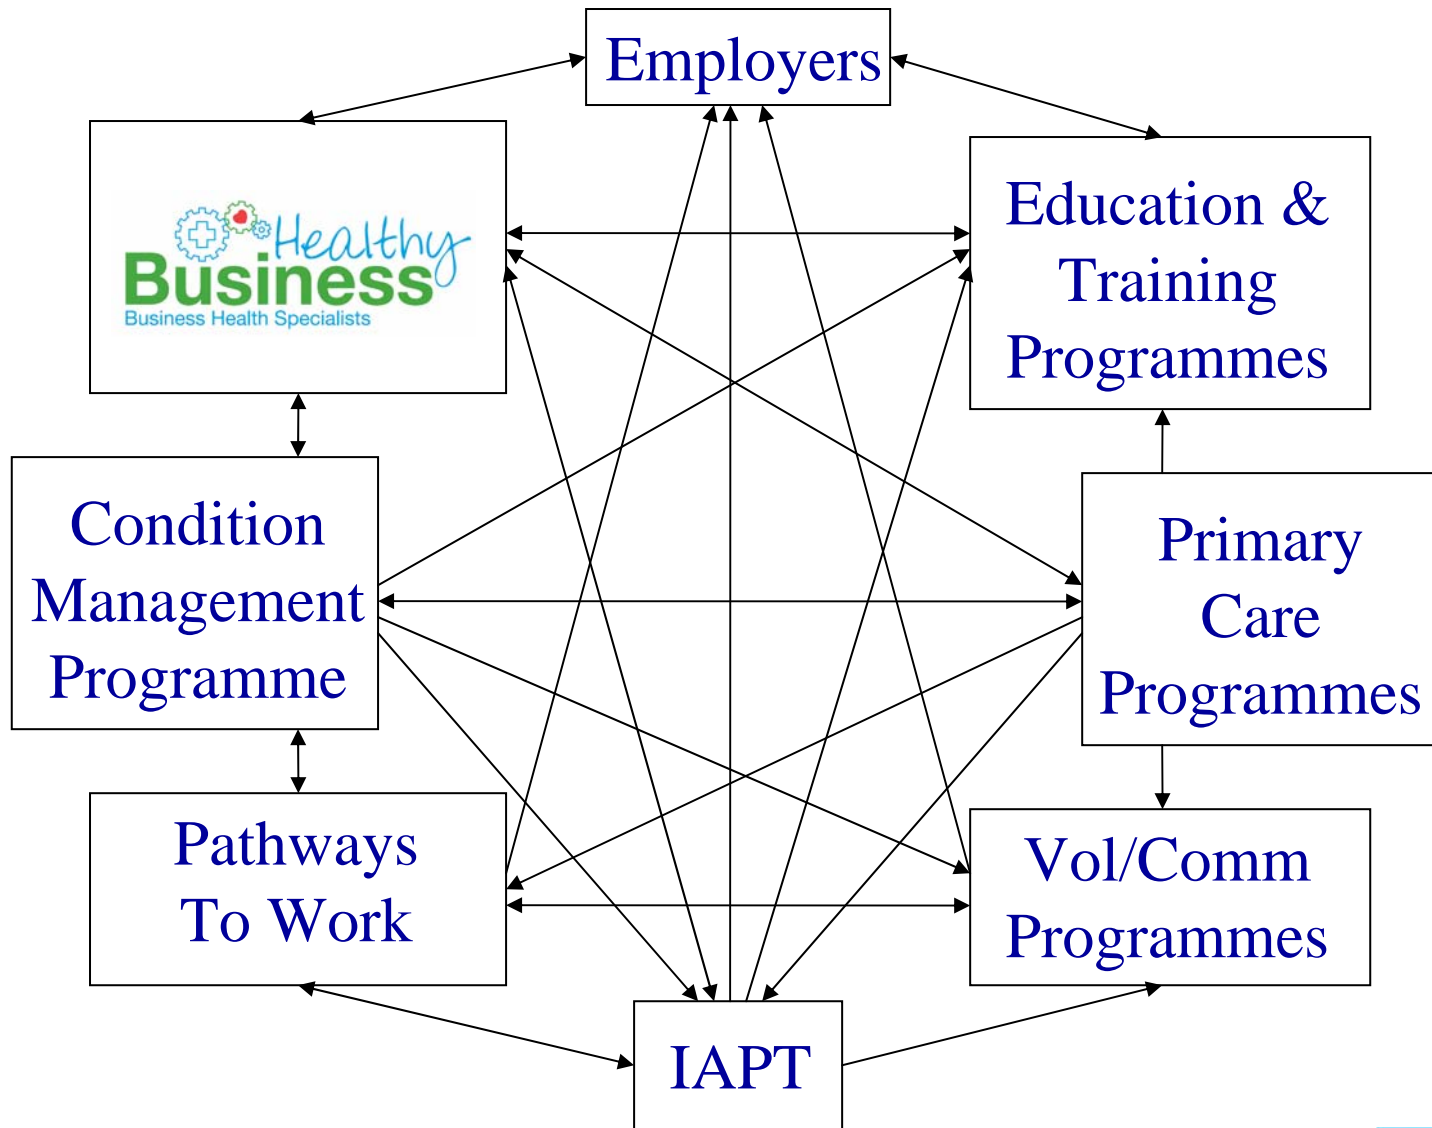 Employers
Healthy
Business
Business Health Specialists
Education &
Training
Programmes
Condition
Management
Programme
Primary
Care
Programmes
Pathways
To Work
Vol/Comm
Programmes
IAPT